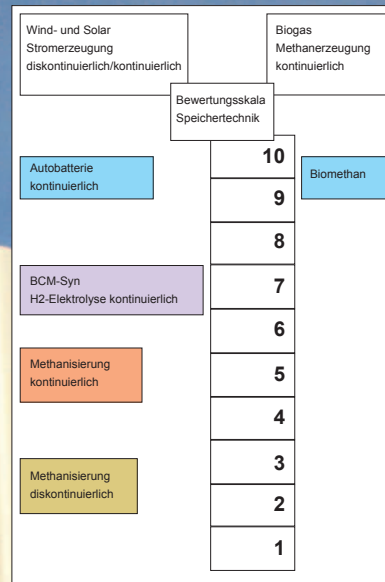 Wind- und Solar
Stromerzeugung
diskontinuierlich/kontinuierlich
Biogas
Methanerzeugung
kontinuierlich
Bewertungsskala
Speichertechnik
10
Autobatterie
kontinuierlich
Biomethan
9
8
BCM-Syn
H2-Elektrolyse kontinuierlich
7
6
Methanisierung
kontinuierlich
5
4
3
Methanisierung
diskontinuierlich
2
1